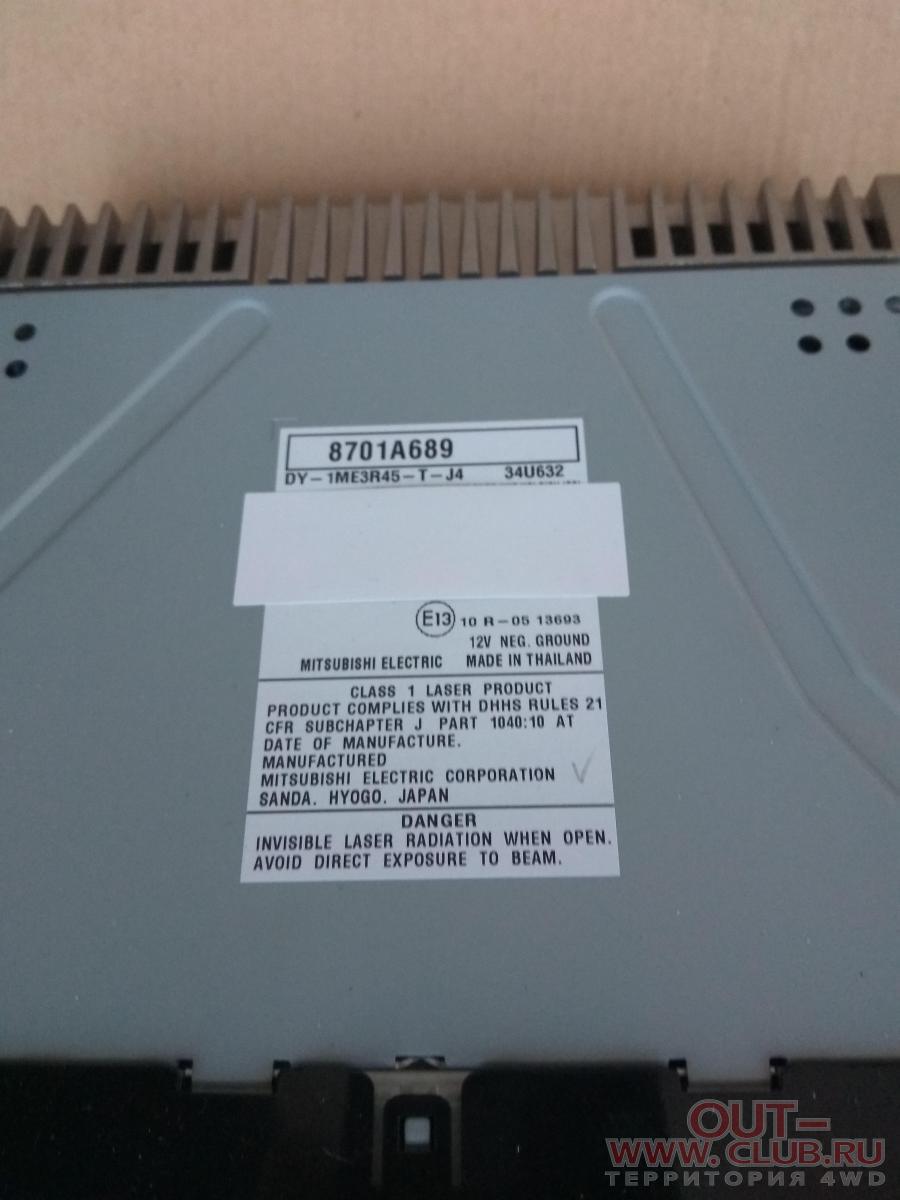 8701A689
DY-1ME3R45-T-J4 34U632
E13 10 R-05 13693
12V NEG. GROUND
MITSUBISHI ELECTRIC MADE IN THAILAND
CLASS 1 LASER PRODUCT
PRODUCT COMPLIES WITH DHHS RULES 21
CFR SUBCHAPTER J PART 1040:10 AT
DATE OF MANUFACTURE.
MANUFACTURED
MITSUBISHI ELECTRIC CORPORATION
SANDA. HYOGO. JAPAN
DANGER
INVISIBLE LASER RADIATION WHEN OPEN.
AVOID DIRECT EXPOSURE TO BEAM.
OUT-
WWW.CLUB.RU
ТЕРРИТОРИЯ 4WD